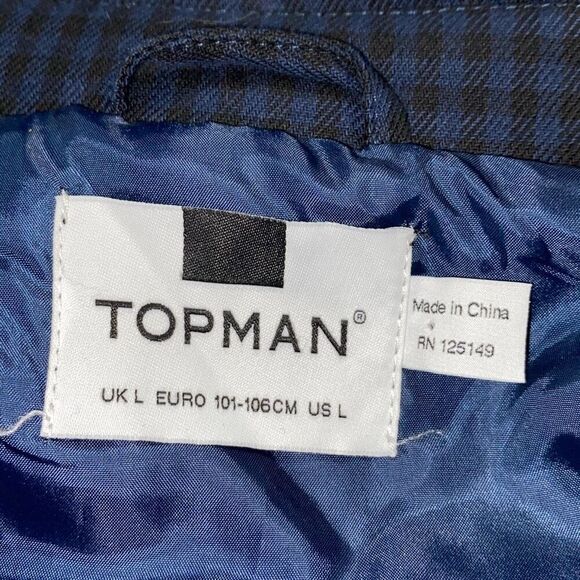 TOPMAN®
UK L EURO 101-106CM US L
Made in China
RN 125149